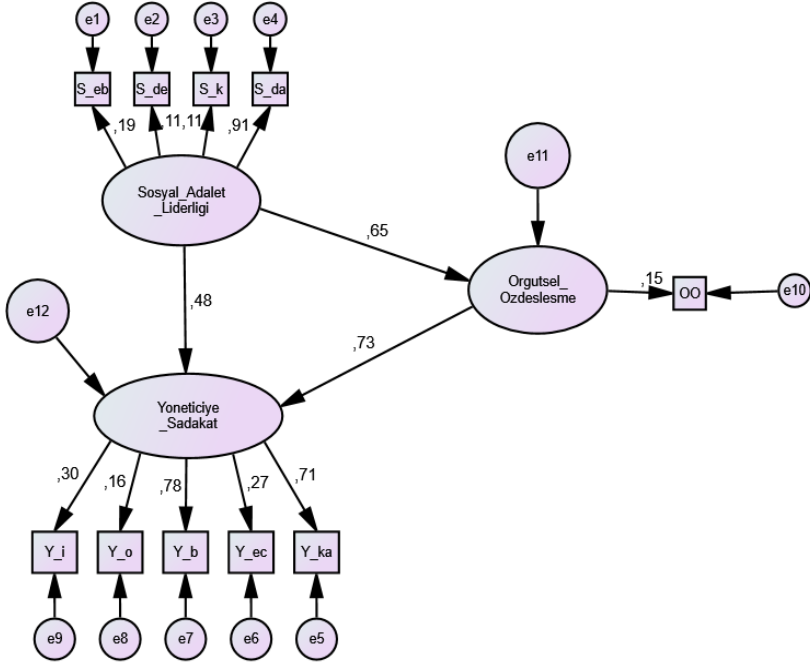 e1 e2 e3 e4
S_eb S_de S_k S_da
,19 ,11 ,11 ,91
Sosyal_Adalet
_Liderligi
e11
,65
Orgutsel_
Ozdeslesme
,15
OO
e10
,48
e12
,73
Yoneticiye
_Sadakat
,30 ,16 ,78 ,27 ,71
Y_i Y_o Y_b Y_ec Y_ka
e9 e8 e7 e6 e5